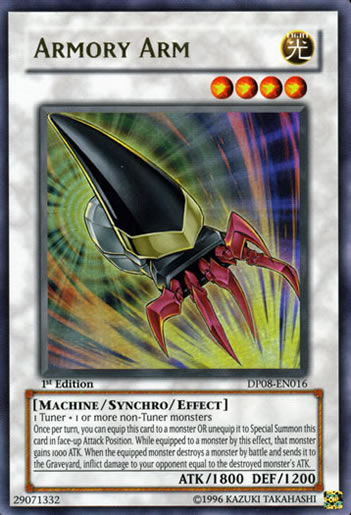 ARMORY ARM
LIGHT
光
1st Edition
DP08-EN016
[MACHINE/SYNCHRO/EFFECT]
1 Tuner + 1 or more non-Tuner monsters
Once per turn, you can equip this card to a monster OR unequip it to Special Summon this
card in face-up Attack Position. While equipped to a monster by this effect, that monster
gains 1000 ATK. When the equipped monster destroys a monster by battle and sends it to
the Graveyard, inflict damage to your opponent equal to the destroyed monster's ATK.
ATK/1800 DEF/1200
29071332
©1996 KAZUKI TAKAHASHI